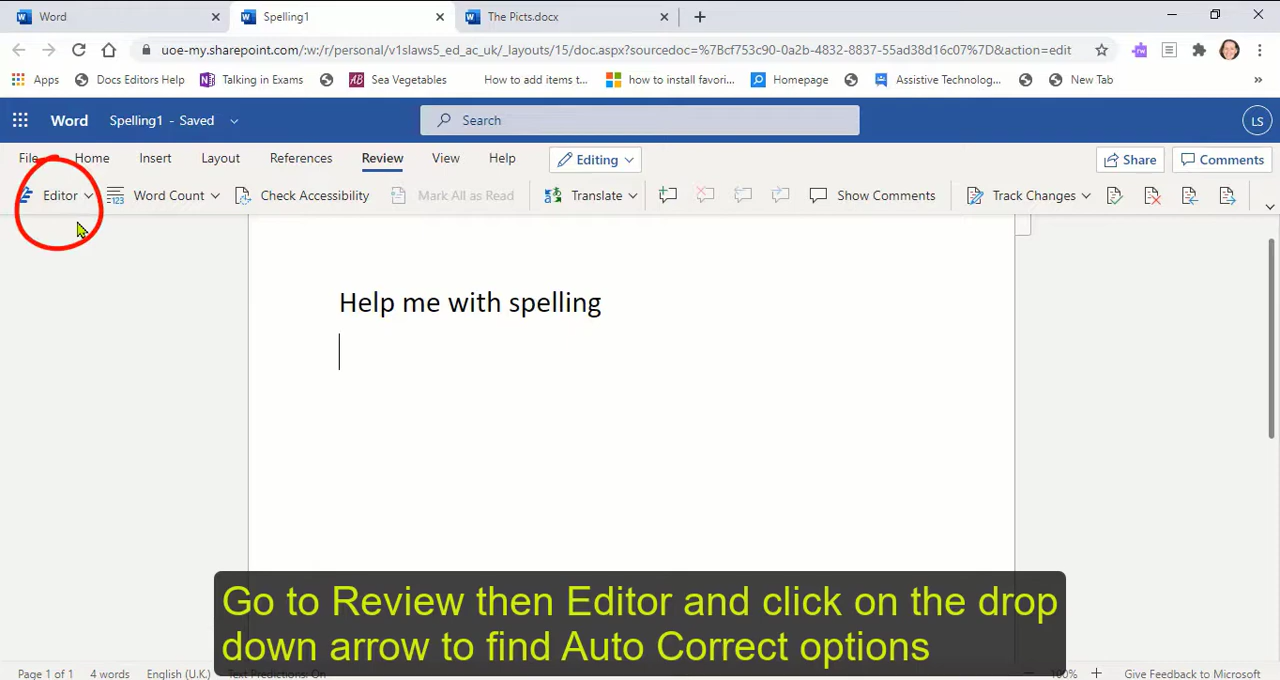 Word
Spelling1
The Picts.docx
uoe-my.sharepoint.com/:w:/r/personal/v1slaws5_ed_ac_uk/_layouts/15/doc.aspx?sourcedoc=%7Bcf753c90-0a2b-4832-8837-55ad38d16c07%7D&action=edit
Apps Docs Editors Help Talking in Exams AB Sea Vegetables How to add items t... how to install favori... Homepage Assistive Technolog... New Tab »
Word Spelling1 - Saved Search LS
File Home Insert Layout References Review View Help Editing Share Comments
Editor Word Count Check Accessibility Mark All as Read Translate Show Comments Track Changes
Help me with spelling
Go to Review then Editor and click on the drop
down arrow to find Auto Correct options
Page 1 of 1 4 words English (U.K.) Text Predictions: On 100% Give Feedback to Microsoft